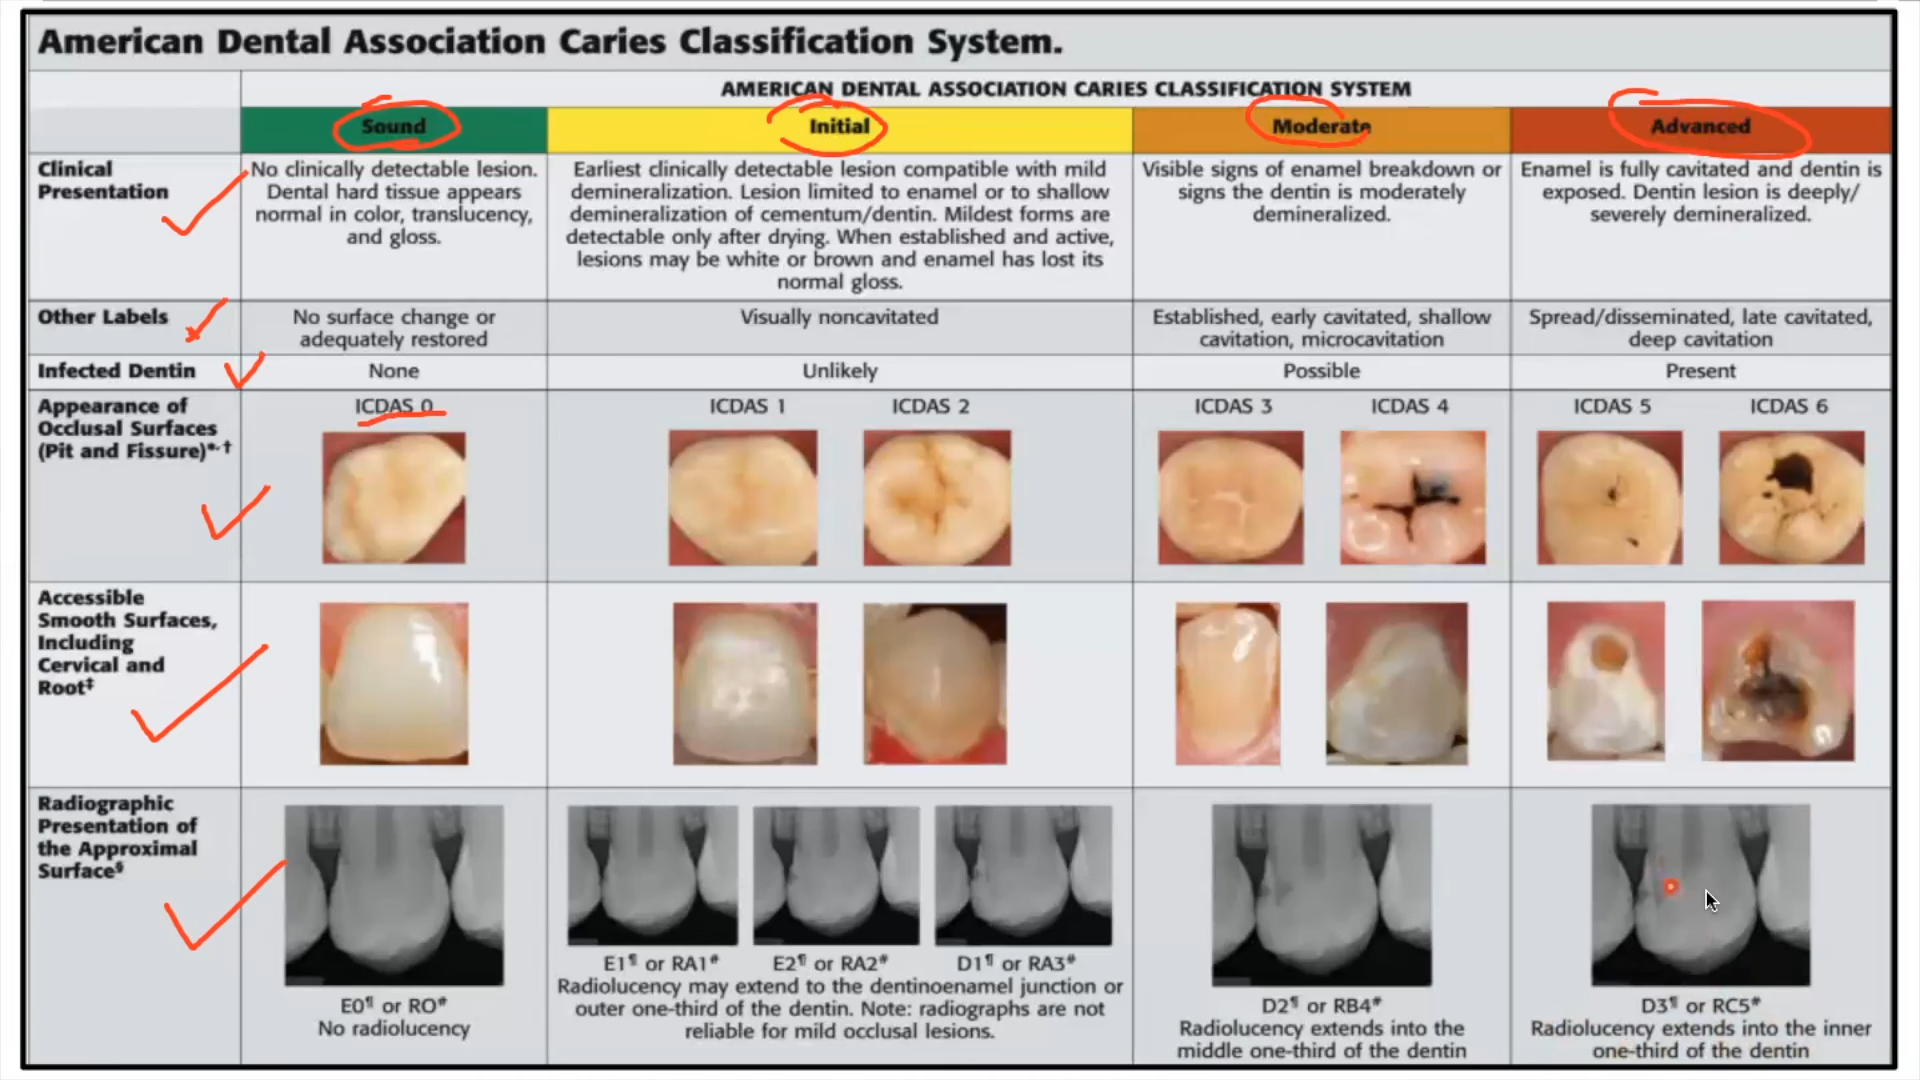 American Dental Association Caries Classification System.
AMERICAN DENTAL ASSOCIATION CARIES CLASSIFICATION SYSTEM
Sound
Initial
Moderate
Advanced
Clinical
Presentation
No clinically detectable lesion.
Dental hard tissue appears
normal in color, translucency,
and gloss.
Earliest clinically detectable lesion compatible with mild
demineralization. Lesion limited to enamel or to shallow
demineralization of cementum/dentin. Mildest forms are
detectable only after drying. When established and active,
lesions may be white or brown and enamel has lost its
normal gloss.
Visible signs of enamel breakdown or
signs the dentin is moderately
demineralized.
Enamel is fully cavitated and dentin is
exposed. Dentin lesion is deeply/
severely demineralized.
Other Labels
No surface change or
adequately restored
Visually noncavitated
Established, early cavitated, shallow
cavitation, microcavitation
Spread/disseminated, late cavitated,
deep cavitation
Infected Dentin
None
Unlikely
Possible
Present
Appearance of
Occlusal Surfaces
(Pit and Fissure)*,†
ICDAS 0
ICDAS 1
ICDAS 2
ICDAS 3
ICDAS 4
ICDAS 5
ICDAS 6
Accessible
Smooth Surfaces,
Including
Cervical and
Root‡
Radiographic
Presentation of
the Approximal
Surface§
E0¶ or RO#
No radiolucency
E1¶ or RA1#
E2¶ or RA2#
D1¶ or RA3#
Radiolucency may extend to the dentinoenamel junction or
outer one-third of the dentin. Note: radiographs are not
reliable for mild occlusal lesions.
D2¶ or RB4#
Radiolucency extends into the
middle one-third of the dentin
D3¶ or RC5#
Radiolucency extends into the inner
one-third of the dentin